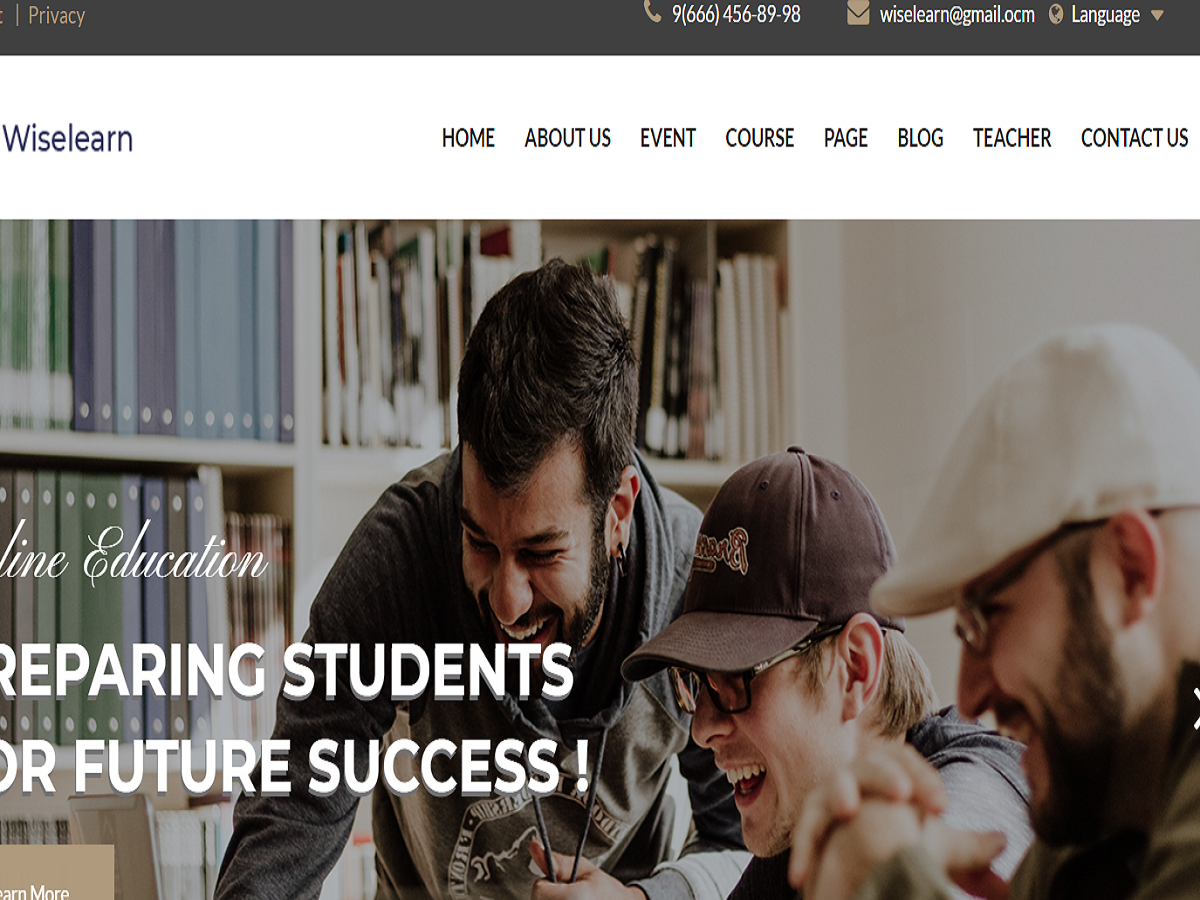 Privacy
9(666) 456-89-98
wiselearn@gmail.ocm
Language
Wiselearn
HOME ABOUT US EVENT COURSE PAGE BLOG TEACHER CONTACT US
line Education
REPARING STUDENTS
OR FUTURE SUCCESS !
earn More